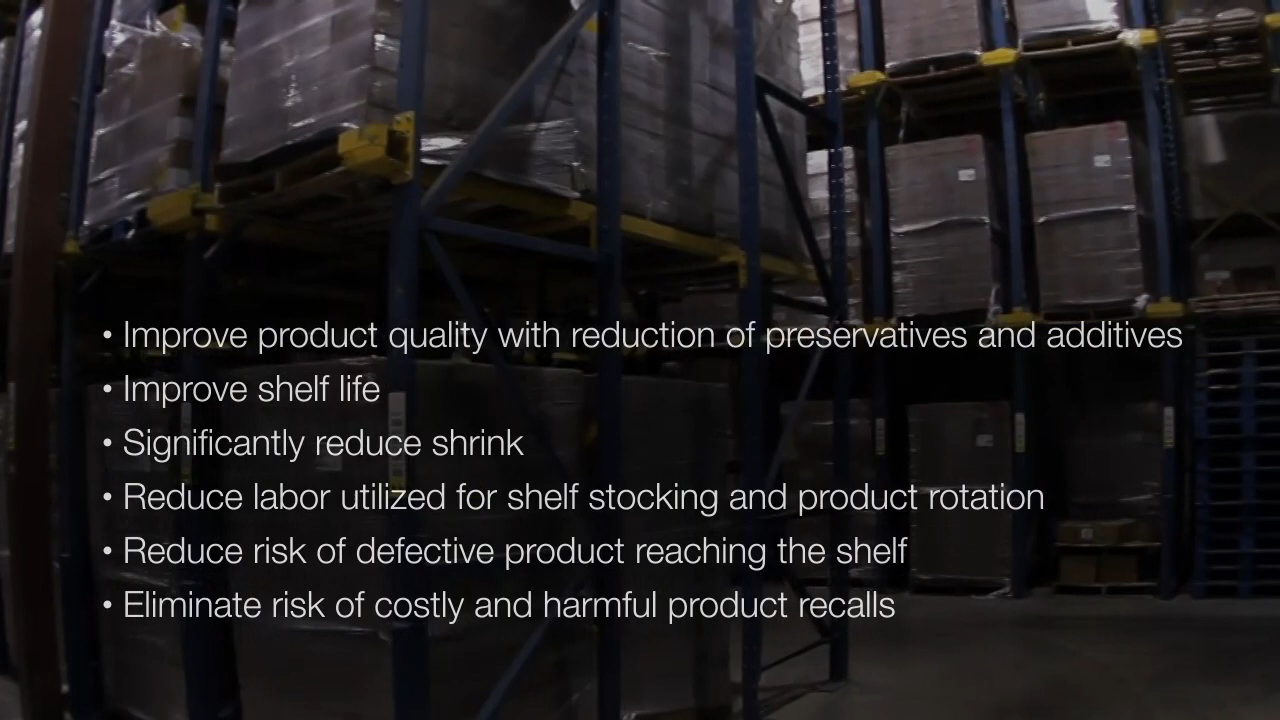 • Improve product quality with reduction of preservatives and additives
• Improve shelf life
• Significantly reduce shrink
• Reduce labor utilized for shelf stocking and product rotation
• Reduce risk of defective product reaching the shelf
• Eliminate risk of costly and harmful product recalls